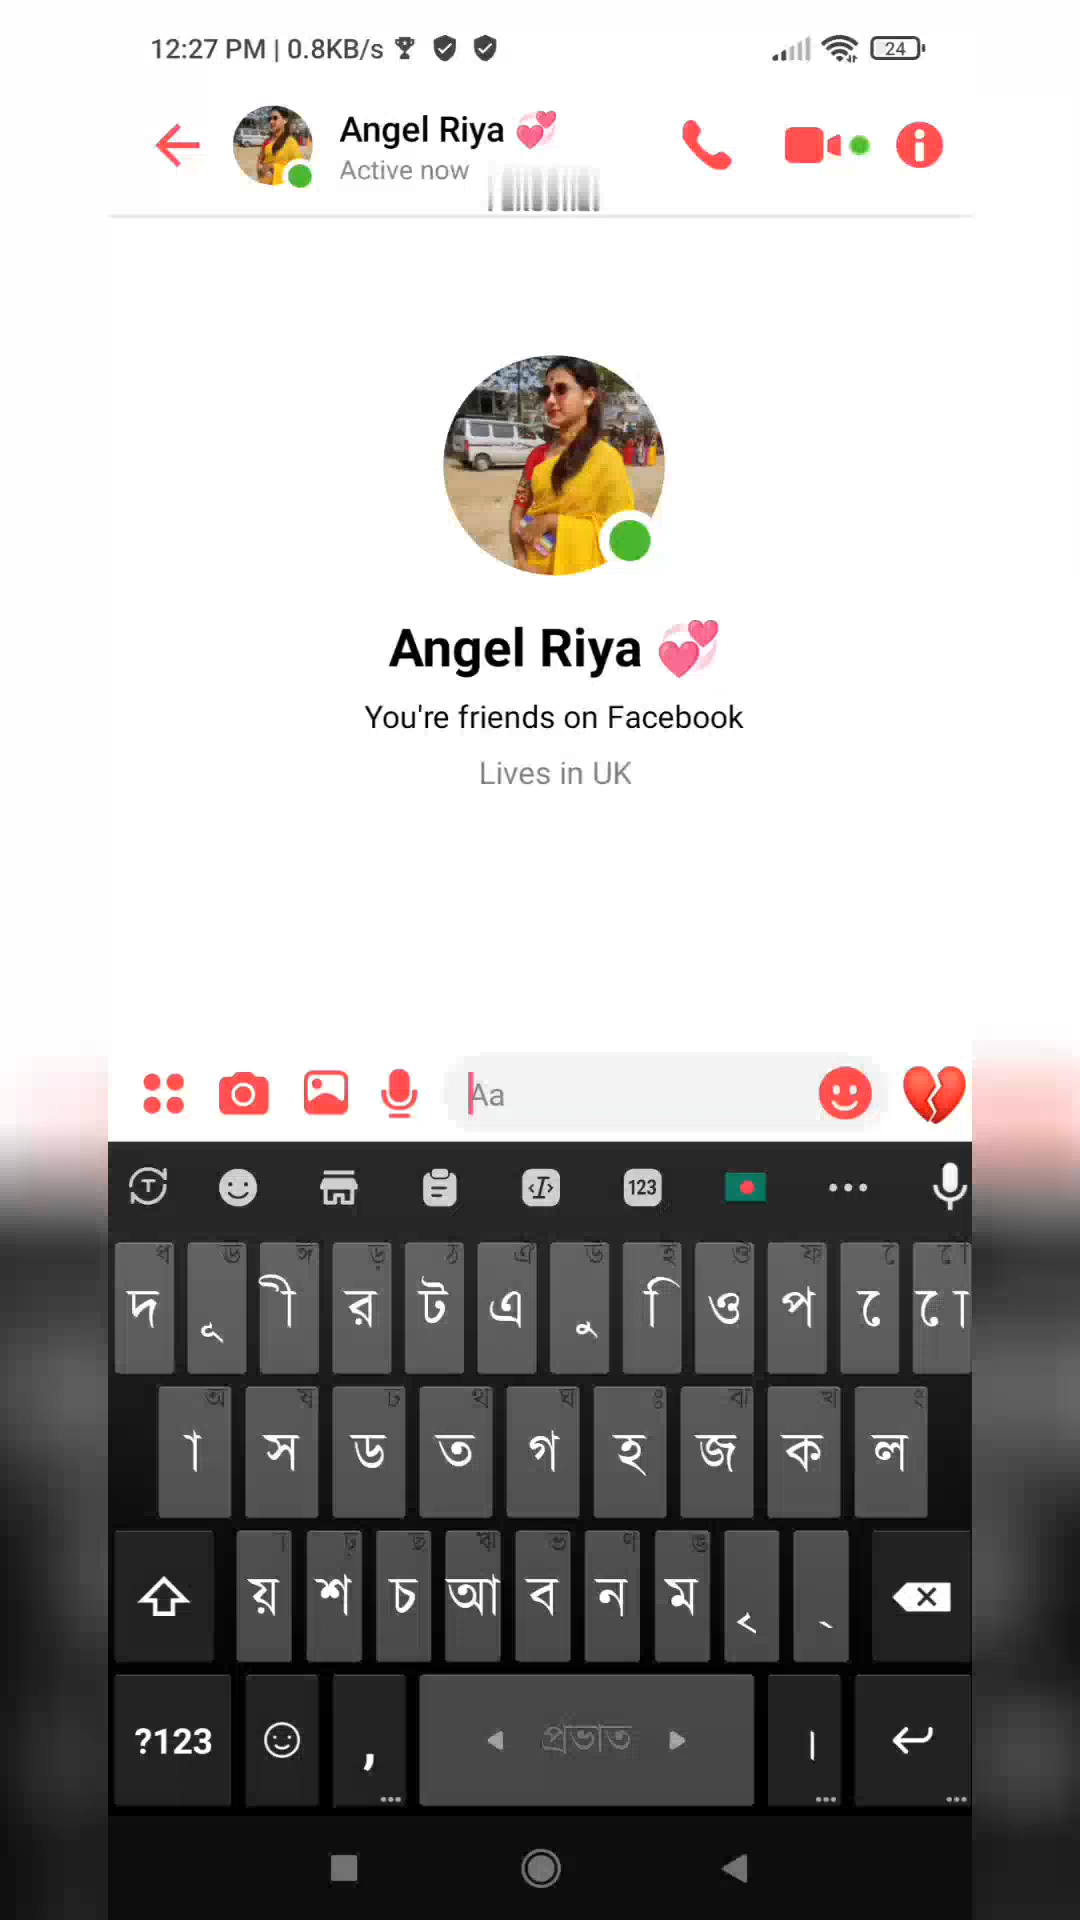 12:27 PM | 0.8KB/s
24
Angel Riya 💞
Active now
Angel Riya 💞
You're friends on Facebook
Lives in UK
Aa
123
দ ূ ী র ট এ ু ি ও প ে ো
া স ড ত গ হ জ ক ল
য় শ চ আ ব ন ম ৃ ্
?123 , প্রভাত ।